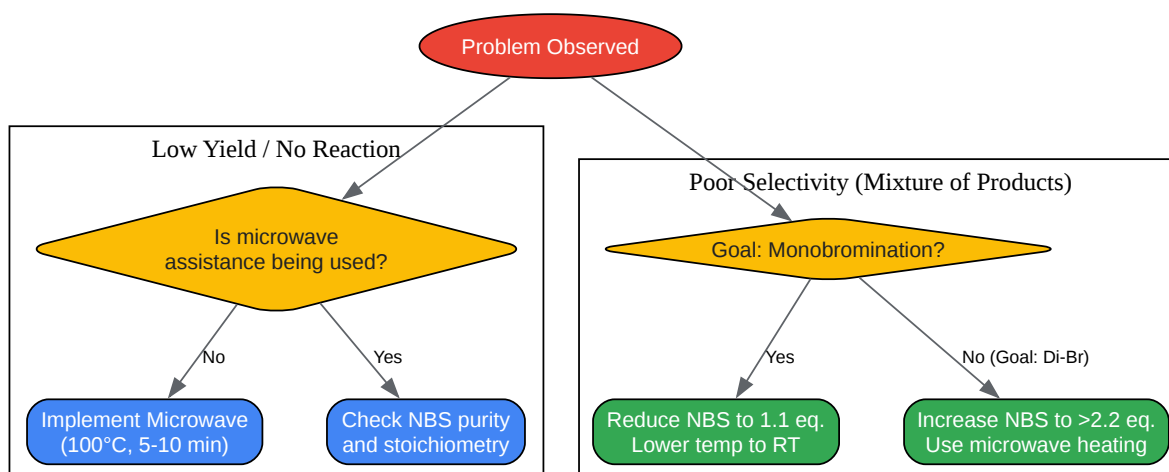 Problem Observed
Low Yield / No Reaction
Is microwave
assistance being used?
No
Yes
Implement Microwave
(100°C, 5-10 min)
Check NBS purity
and stoichiometry
Poor Selectivity (Mixture of Products)
Goal: Monobromination?
Yes
No (Goal: Di-Br)
Reduce NBS to 1.1 eq.
Lower temp to RT
Increase NBS to >2.2 eq.
Use microwave heating